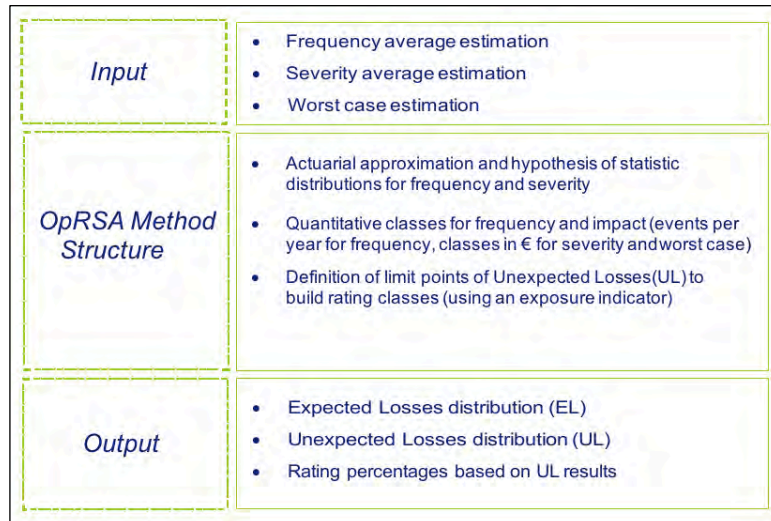 Input
• Frequency average estimation
• Severity average estimation
• Worst case estimation
OpRSA Method
Structure
• Actuarial approximation and hypothesis of statistic
distributions for frequency and severity
• Quantitative classes for frequency and impact (events per
year for frequency, classes in € for severity and worst case)
• Definition of limit points of Unexpected Losses(UL) to
build rating classes (using an exposure indicator)
Output
• Expected Losses distribution (EL)
• Unexpected Losses distribution (UL)
• Rating percentages based on UL results